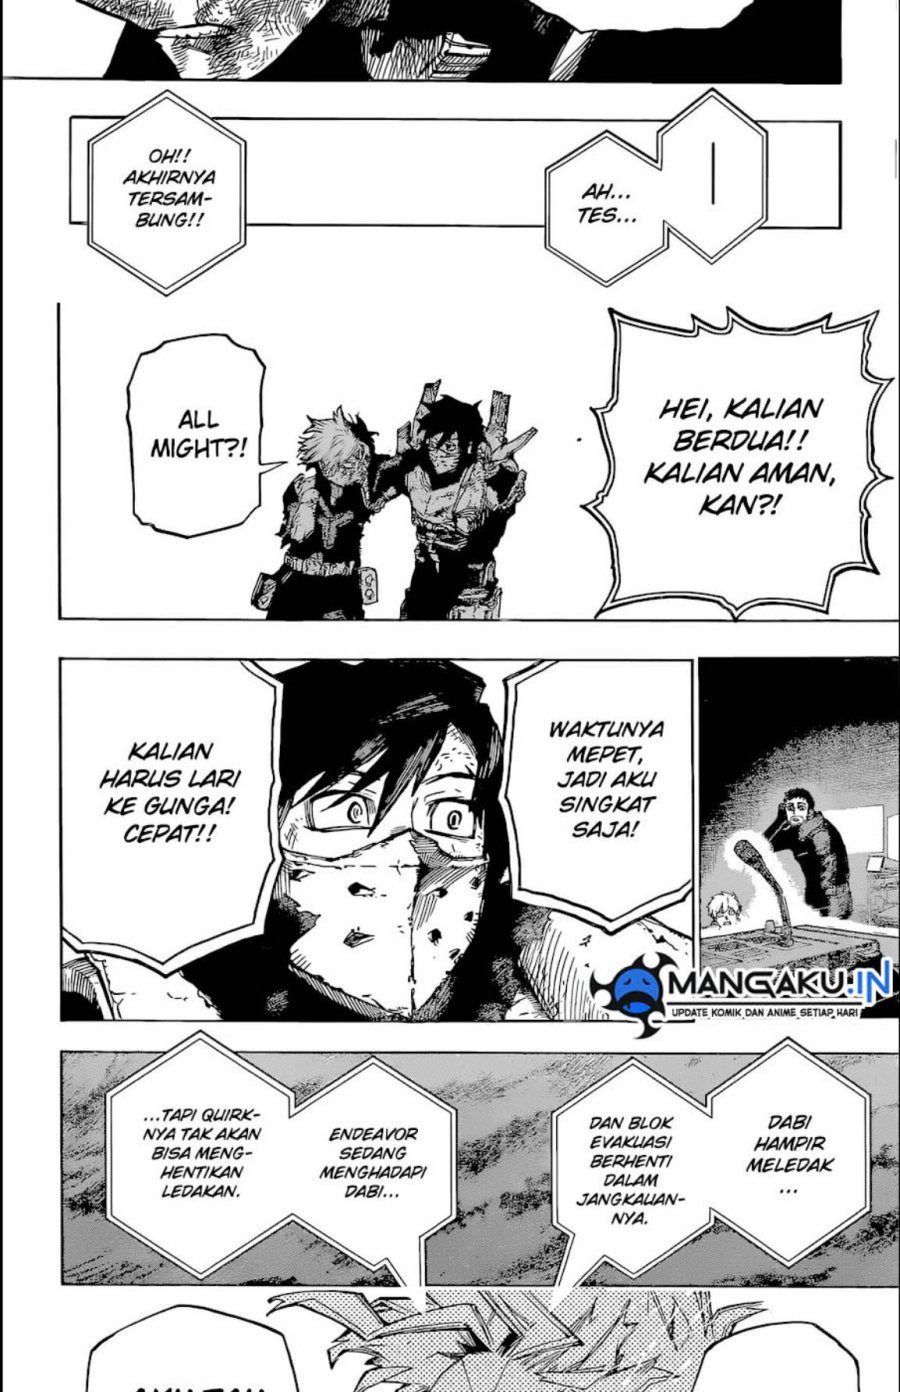 AH...
TES...
OH!!
AKHIRNYA
TERSAM-
BUNG!!
HEI, KALIAN
BERDUA!!
KALIAN AMAN,
KAN?!
ALL
MIGHT?!
WAKTUNYA
MEPET,
JADI AKU
SINGKAT
SAJA!
KALIAN
HARUS LARI
KE GUNGA!
CEPAT!!
MANGAKU.IN
UPDATE KOMIK DAN ANIME SETIAP HARI
DABI
HAMPIR
MELEDAK
...
DAN BLOK
EVAKUASI
BERHENTI
DALAM
JANGKAUAN-
NYA.
ENDEAVOR
SEDANG
MENGHADAPI
DABI...
...TAPI QUIRK-
NYA TAK AKAN
BISA MENG-
HENTIKAN
LEDAKAN.